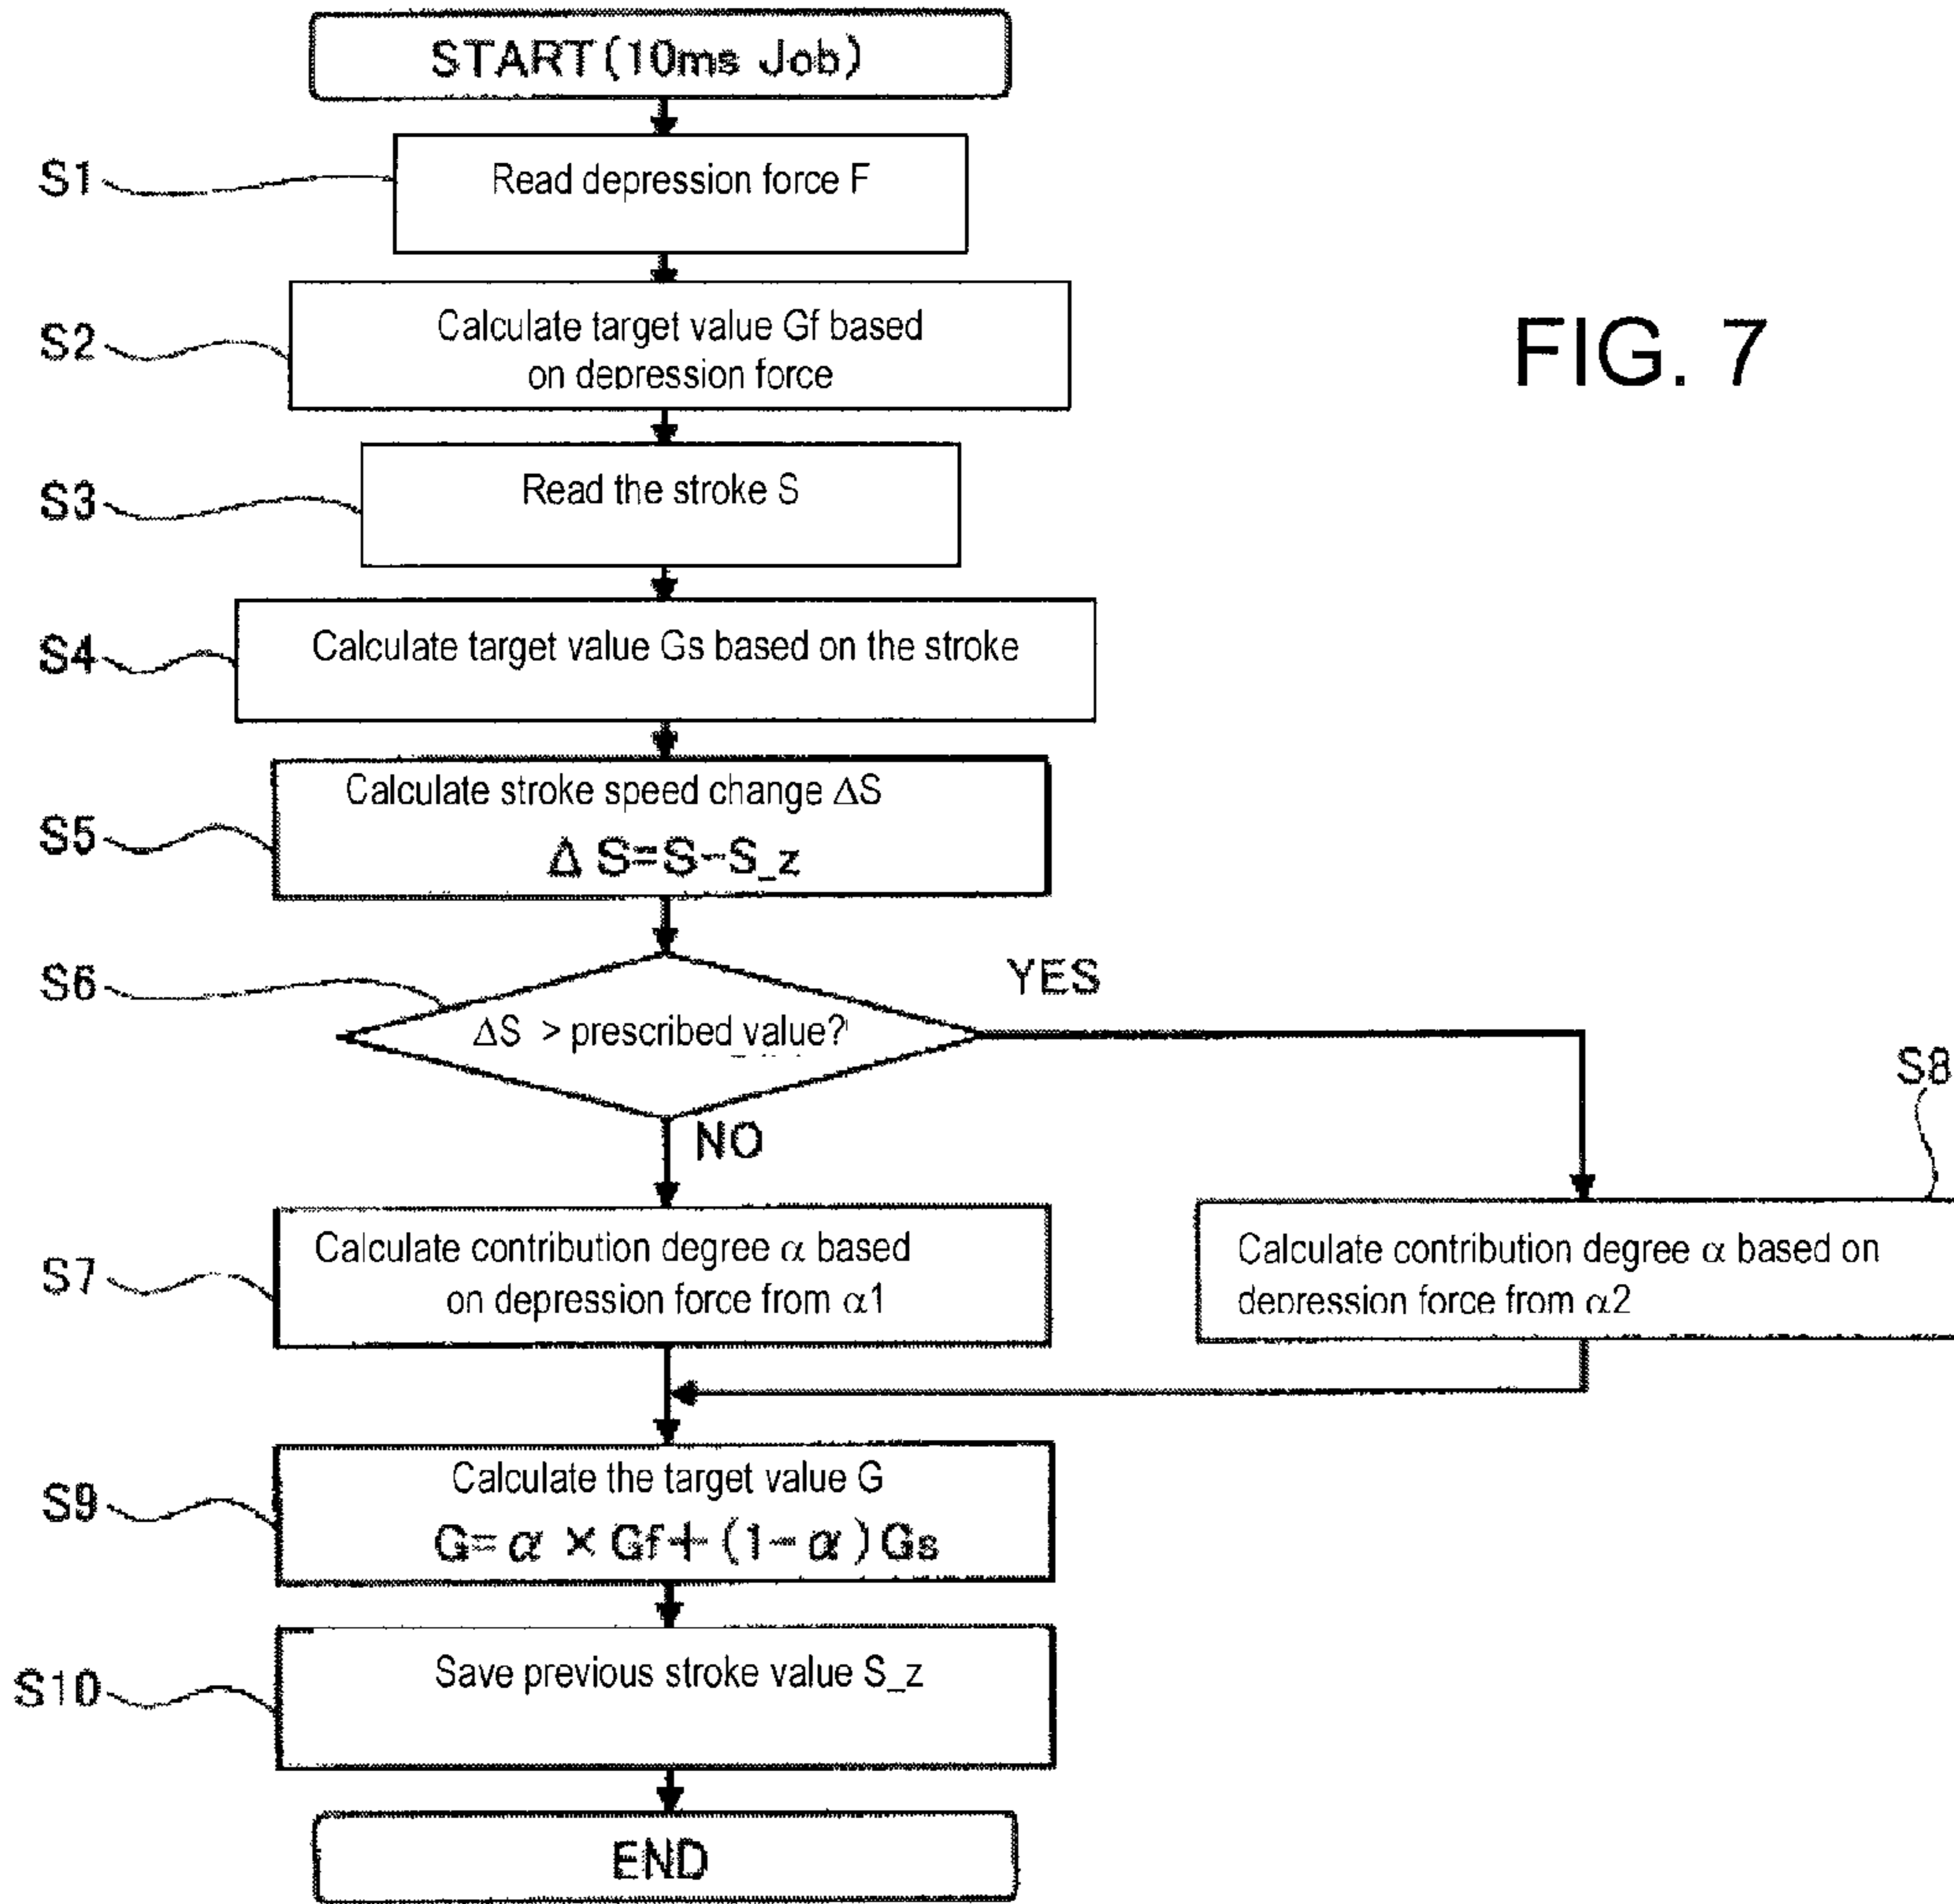 START(10ms Job)
S1
Read depression force F
S2
Calculate target value Gf based
on depression force
FIG. 7
S3
Read the stroke S
S4
Calculate target value Gs based on the stroke
S5
Calculate stroke speed change ΔS
Δ S=S-S_z
S6
ΔS > prescribed value?
YES
NO
S7
Calculate contribution degree α based
on depression force from α1
S8
Calculate contribution degree α based on
depression force from α2
S9
Calculate the target value G
G=α × Gf+(1-α)Gs
S10
Save previous stroke value S_z
END